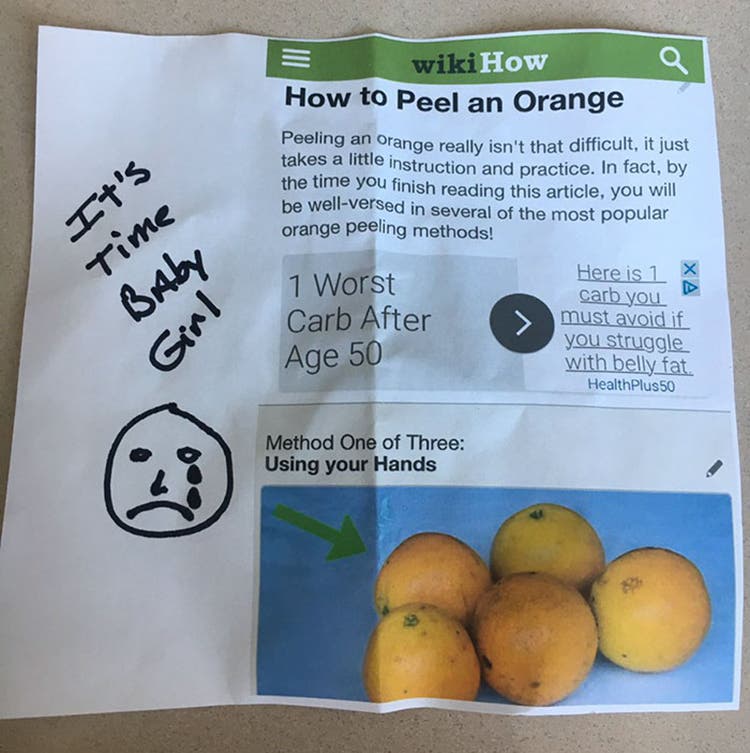 It's
Time
BAby
Girl
wikiHow
How to Peel an Orange
Peeling an orange really isn't that difficult, it just
takes a little instruction and practice. In fact, by
the time you finish reading this article, you will
be well-versed in several of the most popular
orange peeling methods!
1 Worst
Carb After
Age 50
Here is 1
carb you
must avoid if
you struggle
with belly fat.
HealthPlus50
Method One of Three:
Using your Hands